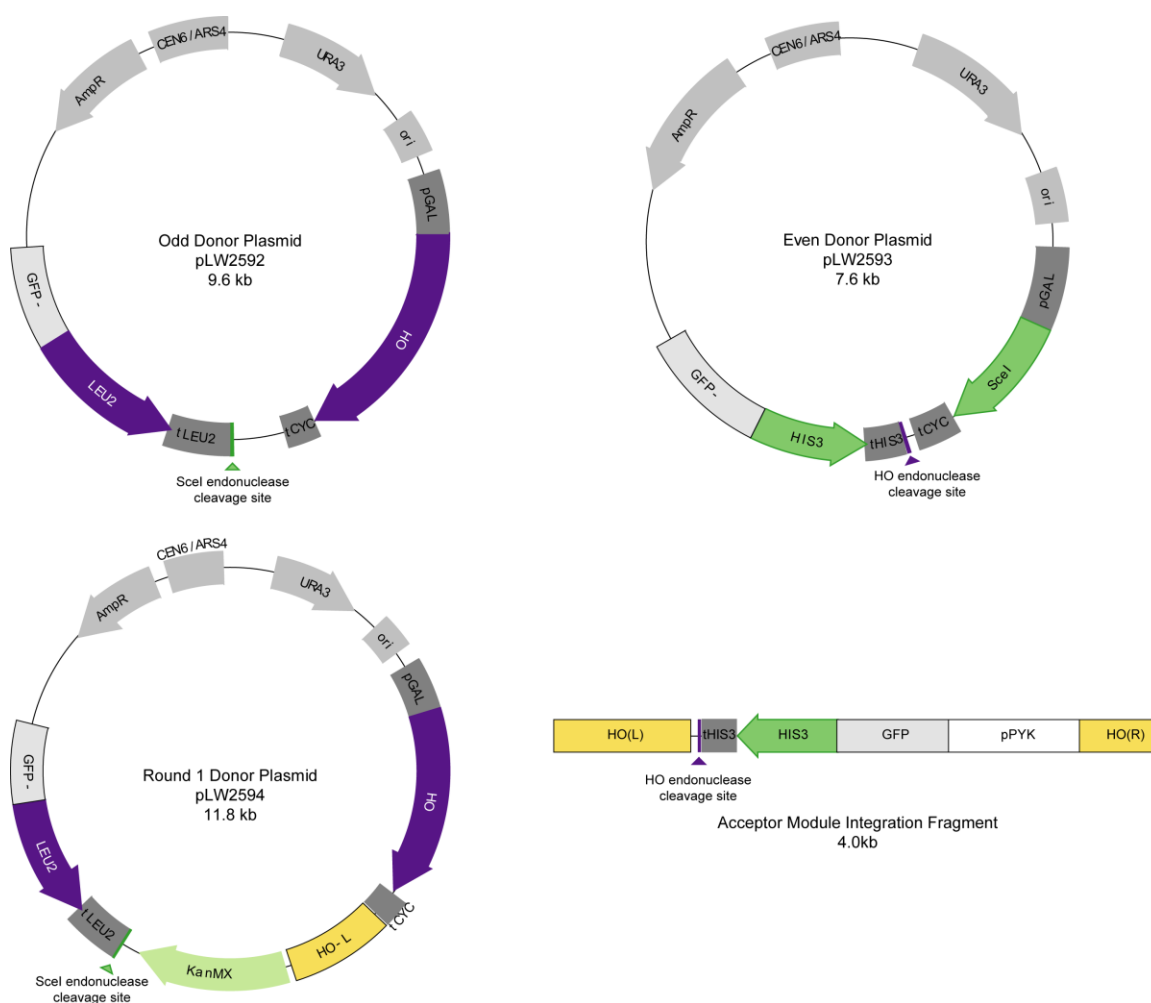 CEN6/ARS4
URA3
AmpR
ori
pGAL
Odd Donor Plasmid
pLW2592
9.6 kb
GFP-
HO
LEU2
tLEU2
tCYC
SceI endonuclease
cleavage site
CEN6/ARS4
URA3
AmpR
ori
Even Donor Plasmid
pLW2593
7.6 kb
pGAL
SceI
GFP-
HIS3
tHIS3
tCYC
HO endonuclease
cleavage site
CEN6/ARS4
URA3
AmpR
ori
pGAL
GFP-
Round 1 Donor Plasmid
pLW2594
11.8 kb
HO
LEU2
tLEU2
tCYC
HO-L
KanMX
SceI endonuclease
cleavage site
HO(L)
tHIS3
HIS3
GFP
pPYK
HO(R)
HO endonuclease
cleavage site
Acceptor Module Integration Fragment
4.0kb